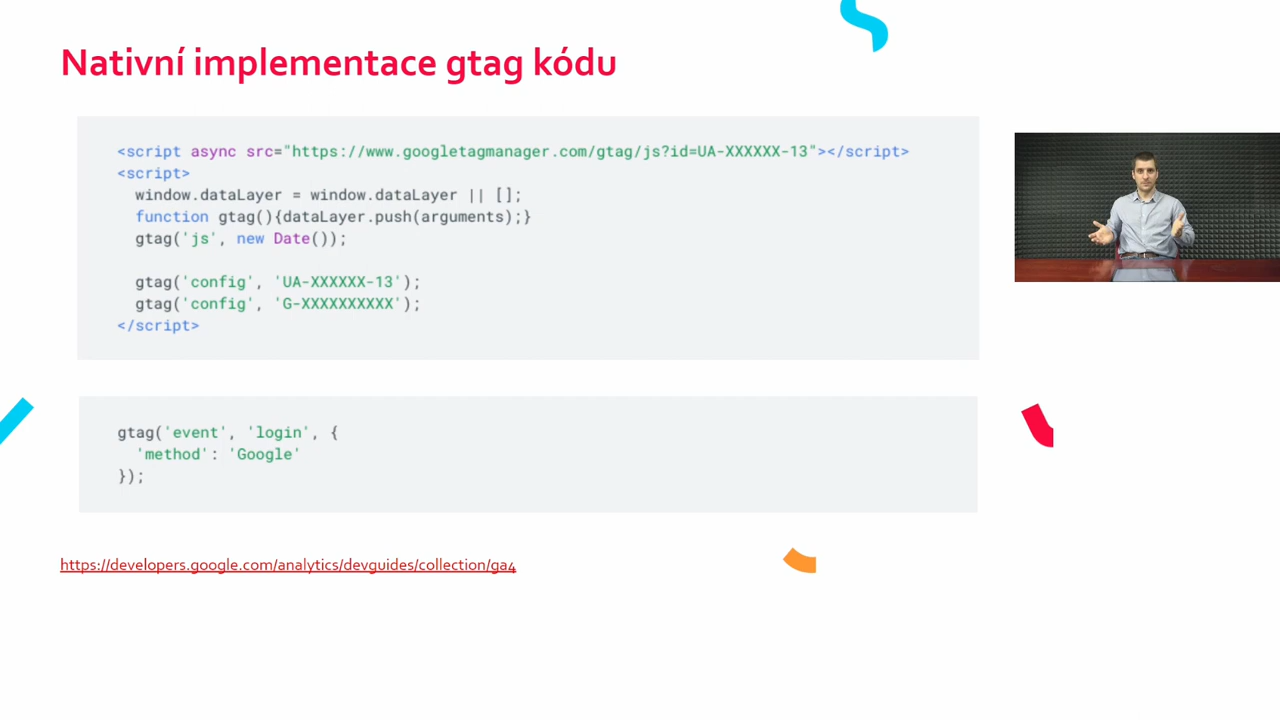 Nativní implementace gtag kódu
<script async src="https://www.googletagmanager.com/gtag/js?id=UA-XXXXXX-13"></script>
<script>
window.dataLayer = window.dataLayer || [];
function gtag(){dataLayer.push(arguments);}
gtag('js', new Date());
gtag('config', 'UA-XXXXXX-13');
gtag('config', 'G-XXXXXXXXXX');
</script>
gtag('event', 'login', {
'method': 'Google'
});
https://developers.google.com/analytics/devguides/collection/ga4